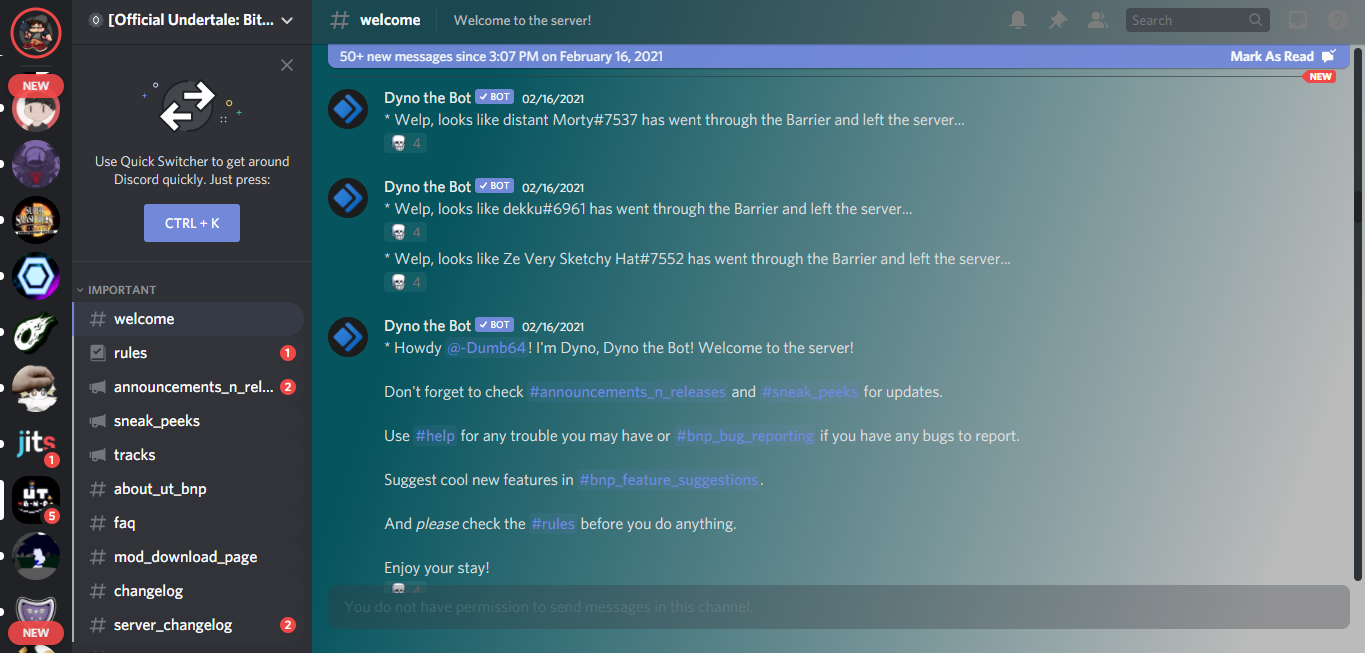 [Official Undertale: Bit...
welcome
Welcome to the server!
Search
50+ new messages since 3:07 PM on February 16, 2021
Mark As Read
NEW
NEW
Use Quick Switcher to get around
Discord quickly. Just press:
CTRL + K
IMPORTANT
welcome
rules
1
announcements_n_rel...
2
sneak_peeks
tracks
about_ut_bnp
faq
mod_download_page
changelog
server_changelog
2
jits
1
UT
B·N·P
5
NEW
Dyno the Bot BOT 02/16/2021
* Welp, looks like distant Morty#7537 has went through the Barrier and left the server...
4
Dyno the Bot BOT 02/16/2021
* Welp, looks like dekku#6961 has went through the Barrier and left the server...
4
* Welp, looks like Ze Very Sketchy Hat#7552 has went through the Barrier and left the server...
4
Dyno the Bot BOT 02/16/2021
* Howdy @-Dumb64! I'm Dyno, Dyno the Bot! Welcome to the server!
Don't forget to check #announcements_n_releases and #sneak_peeks for updates.
Use #help for any trouble you may have or #bnp_bug_reporting if you have any bugs to report.
Suggest cool new features in #bnp_feature_suggestions.
And please check the #rules before you do anything.
Enjoy your stay!
4
You do not have permission to send messages in this channel.